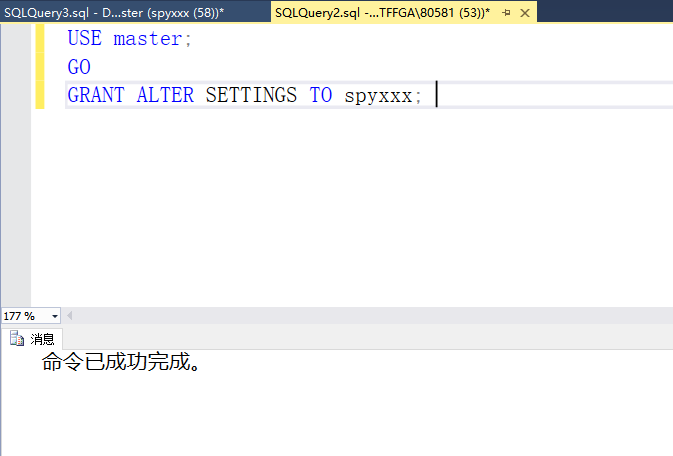 SQLQuery3.sql - D...ster (spyxxx (58))* SQLQuery2.sql -...TFFGA\80581 (53))*
USE master;
GO
GRANT ALTER SETTINGS TO spyxxx;
177 %
消息
命令已成功完成。